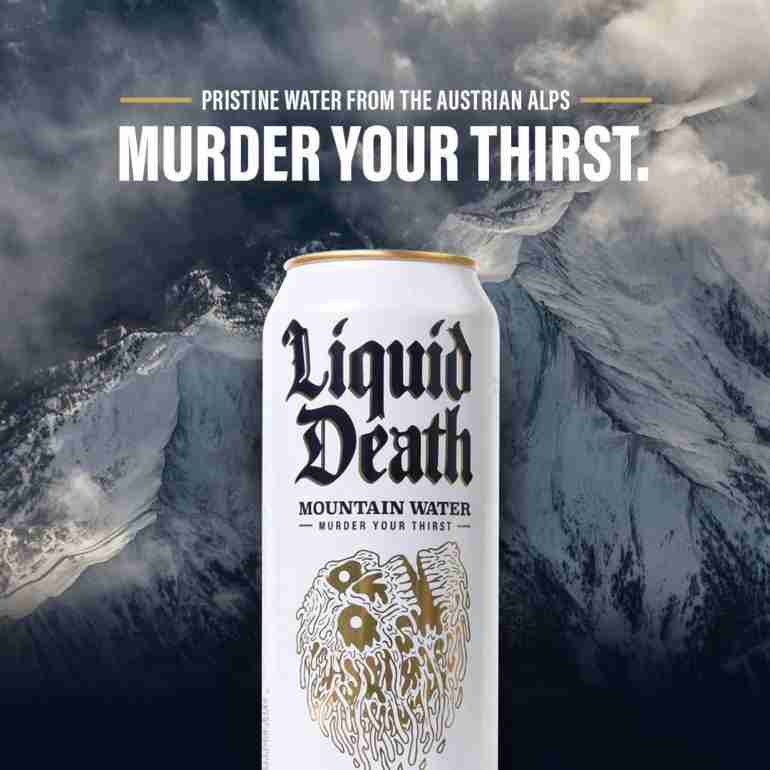 PRISTINE WATER FROM THE AUSTRIAN ALPS
MURDER YOUR THIRST.
Liquid
Death
MOUNTAIN WATER
MURDER YOUR THIRST